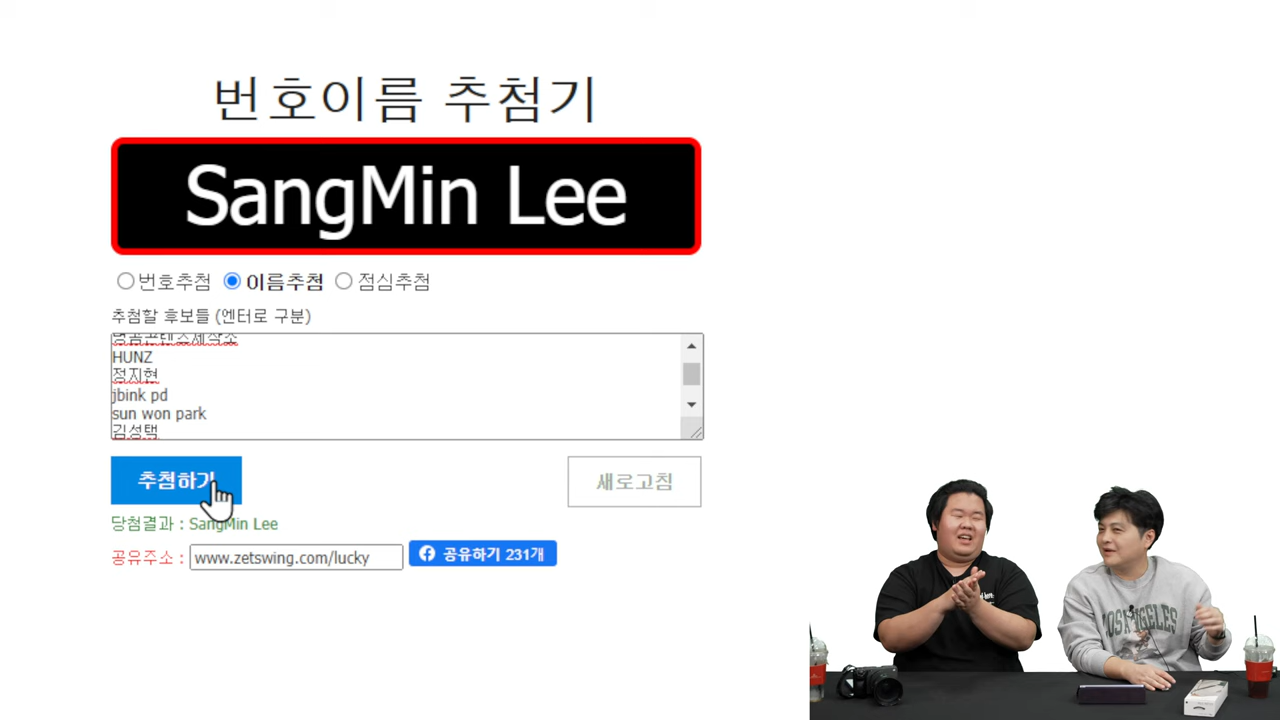 번호이름 추첨기
SangMin Lee
번호추첨 이름추첨 점심추첨
추첨할 후보들 (엔터로 구분)
HUNZ
정지현
jbink pd
sun won park
김성택
추첨하기 새로고침
당첨결과 : SangMin Lee
공유주소 : www.zetswing.com/lucky 공유하기 231개
LOS ANGELES